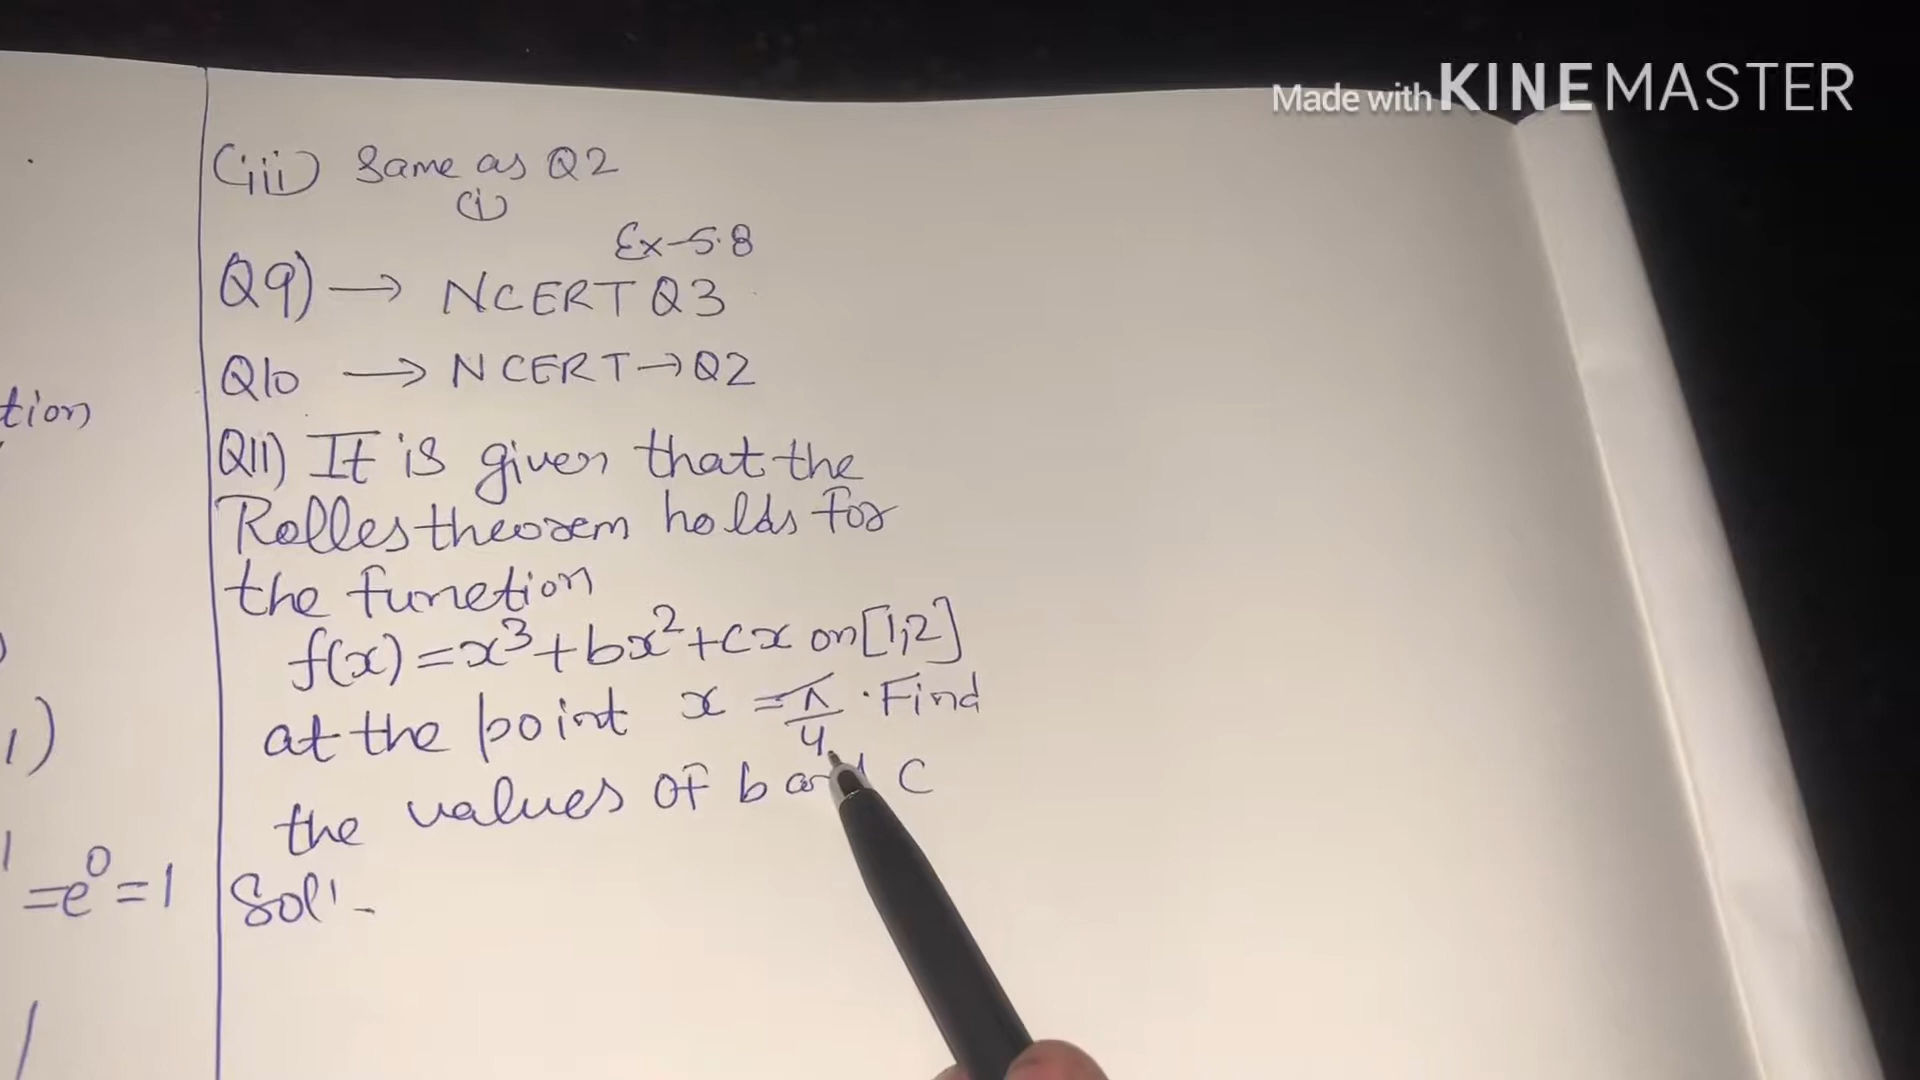 Made with KINEMASTER
(iii) Same as Q2
(i)
Ex-5.8
Q9) → NCERT Q3
Q10 → NCERT → Q2
tion
Q11) It is given that the
Rolles theorem holds for
the function
f(x) = x³ + bx² + cx on [1,2]
at the point x = π/4 . Find
1)
the values of b and c
= e⁰ = 1
Sol! -